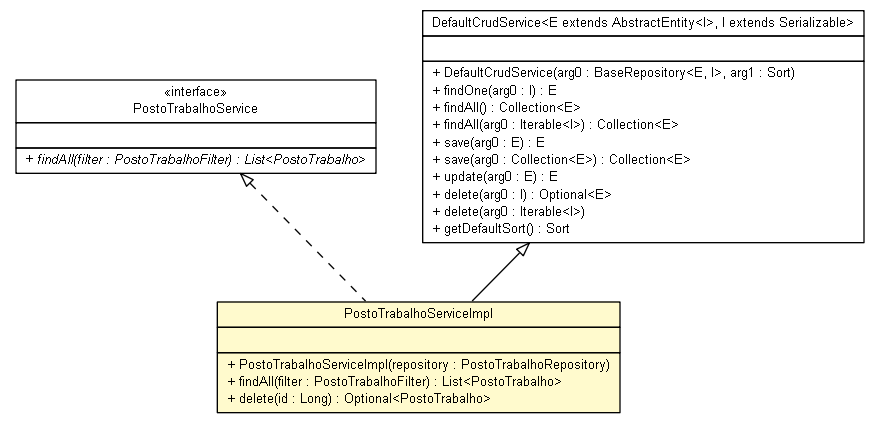 «interface»
PostoTrabalhoService
+ findAll(filter : PostoTrabalhoFilter) : List<PostoTrabalho>
DefaultCrudService<E extends AbstractEntity<I>, I extends Serializable>
+ DefaultCrudService(arg0 : BaseRepository<E, I>, arg1 : Sort)
+ findOne(arg0 : I) : E
+ findAll() : Collection<E>
+ findAll(arg0 : Iterable<I>) : Collection<E>
+ save(arg0 : E) : E
+ save(arg0 : Collection<E>) : Collection<E>
+ update(arg0 : E) : E
+ delete(arg0 : I) : Optional<E>
+ delete(arg0 : Iterable<I>)
+ getDefaultSort() : Sort
PostoTrabalhoServiceImpl
+ PostoTrabalhoServiceImpl(repository : PostoTrabalhoRepository)
+ findAll(filter : PostoTrabalhoFilter) : List<PostoTrabalho>
+ delete(id : Long) : Optional<PostoTrabalho>